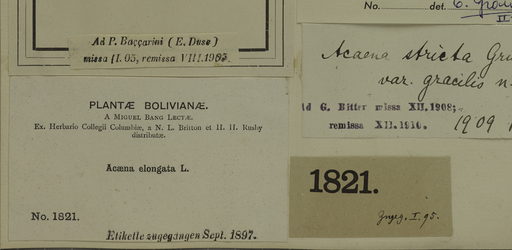 No. det.
Ad P. Baccarini (E. Duse)
missa II. 05, remissa VIII. 1905.
Acaena stricta
var. gracilis n.
Ad G. Bitter missa XII. 1908;
remissa XII. 1910.
1909
PLANTÆ BOLIVIANÆ.
A MIGUEL BANG LECTÆ.
Ex. Herbario Collegii Columbiæ, a N. L. Britton et H. H. Rusby
distributæ.
Acæna elongata L.
No. 1821.
Etikette zugegangen Sept. 1897.
1821.
Zugeg. I. 95.